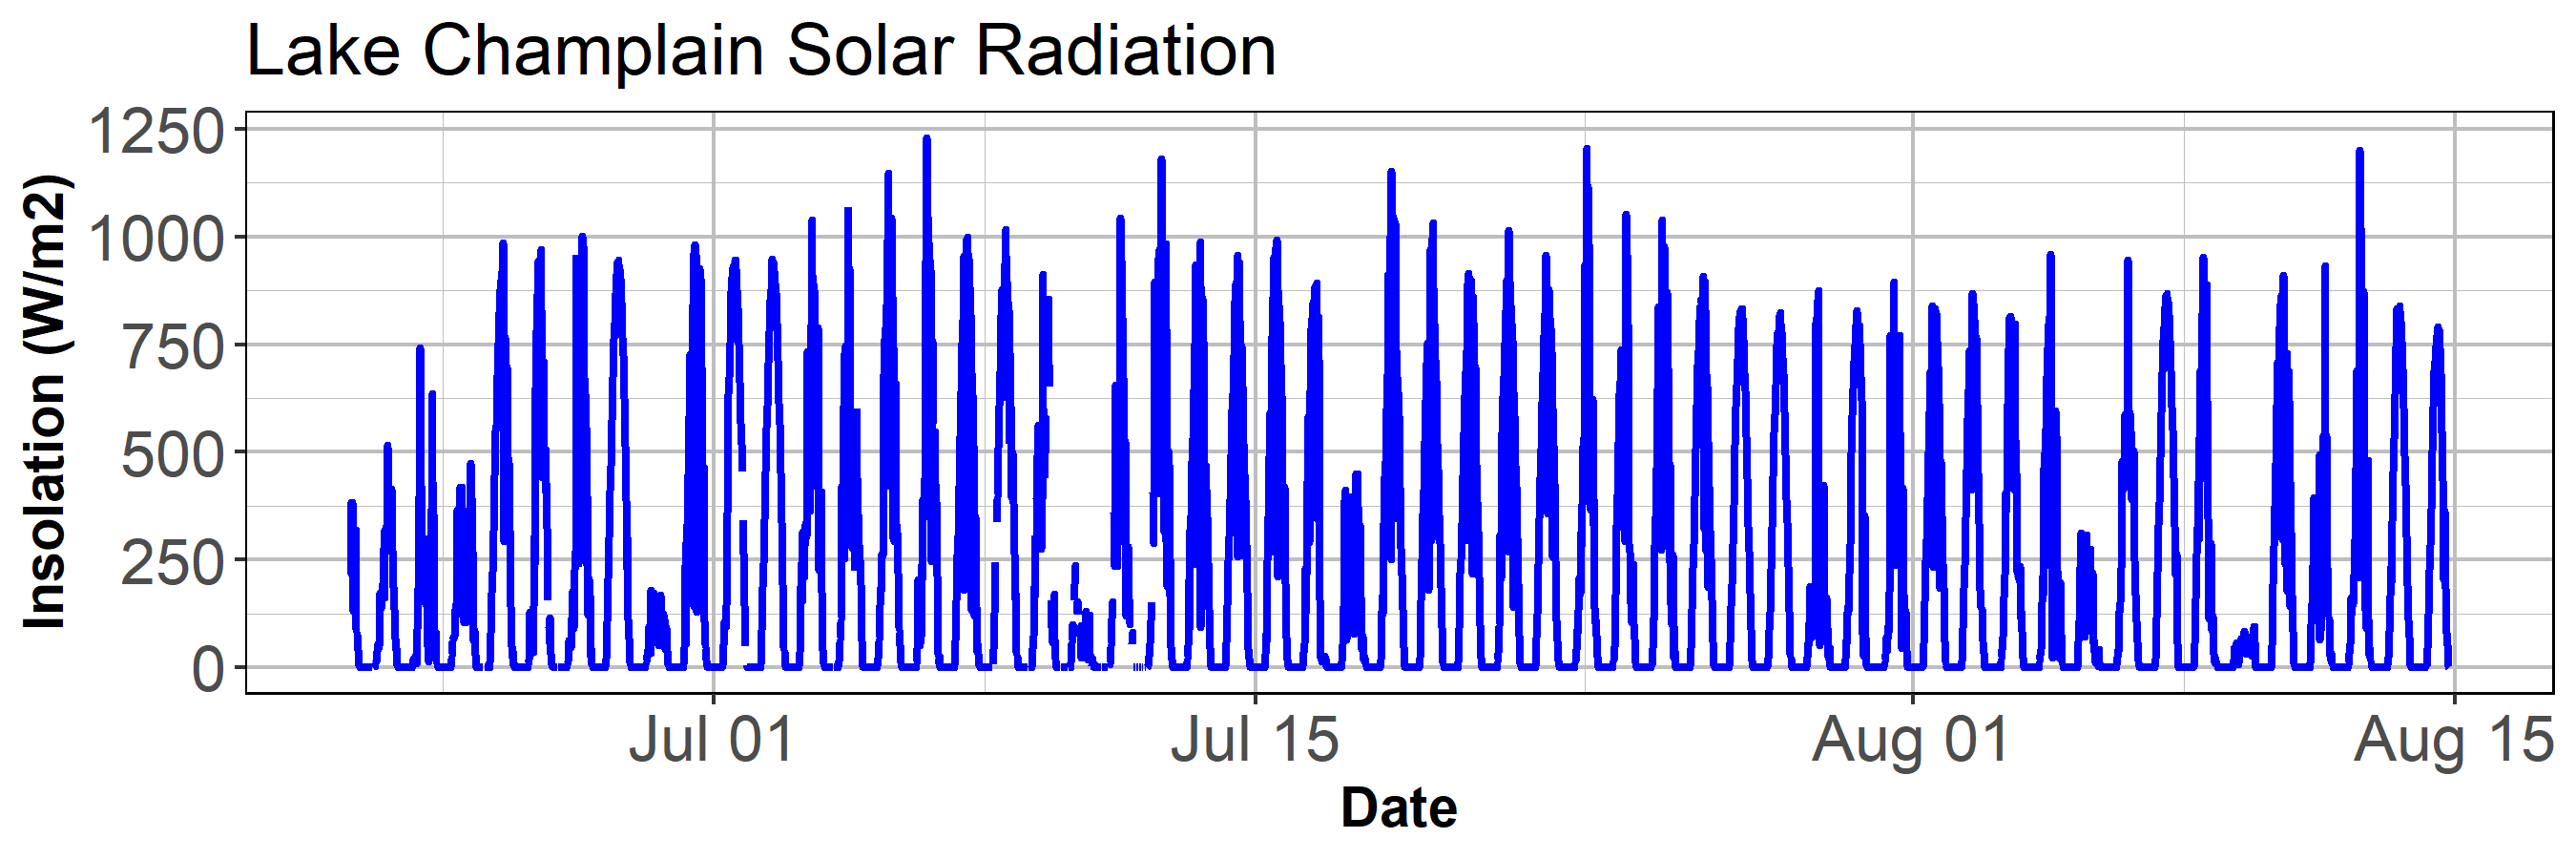 Lake Champlain Solar Radiation
Insolation (W/m2)
1250
1000
750
500
250
0
Jul 01
Jul 15
Aug 01
Aug 15
Date